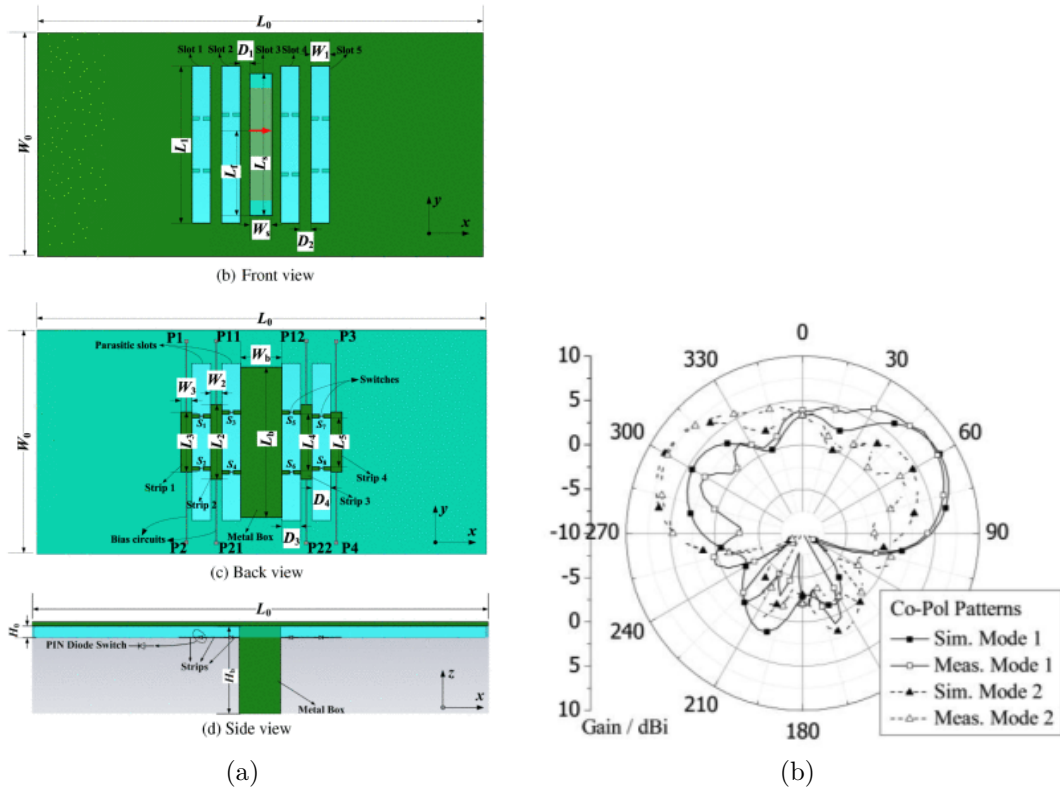 L0
Slot 1 Slot 2 D1 Slot 3 Slot 4 W1 Slot 5
W0
L1
Lf
Ls
Ws
D2
y
x
(b) Front view
L0
P1 P11 P12 P3
Parasitic slots
Wb
W3
W2
Switches
W0
S1 S3 S5 S7
L3 L2 Lb L4 L5
S2 S4 S6 S8
Strip 1
Strip 2
Strip 4
Strip 3
D4
Bias circuits
Metal Box
D3
P2 P21 P22 P4
y
x
(c) Back view
L0
H0
PIN Diode Switch
Strips
Hb
Metal Box
z
x
(d) Side view
(a)
0
330 30
300 60
270 90
240
210
180
10
5
0
-5
-10
-5
0
5
10
Gain / dBi
Co-Pol Patterns
Sim. Mode 1
Meas. Mode 1
Sim. Mode 2
Meas. Mode 2
(b)